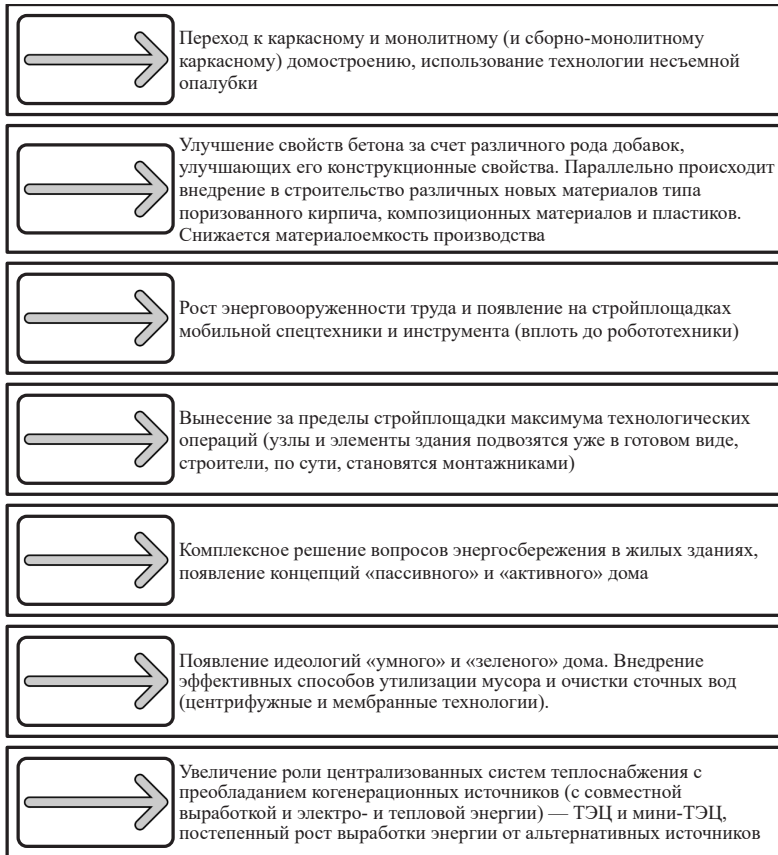 Переход к каркасному и монолитному (и сборно-монолитному
каркасному) домостроению, использование технологии несъемной
опалубки
Улучшение свойств бетона за счет различного рода добавок,
улучшающих его конструкционные свойства. Параллельно происходит
внедрение в строительство различных новых материалов типа
поризованного кирпича, композиционных материалов и пластиков.
Снижается материалоемкость производства
Рост энерговооруженности труда и появление на стройплощадках
мобильной спецтехники и инструмента (вплоть до робототехники)
Вынесение за пределы стройплощадки максимума технологических
операций (узлы и элементы здания подвозятся уже в готовом виде,
строители, по сути, становятся монтажниками)
Комплексное решение вопросов энергосбережения в жилых зданиях,
появление концепций «пассивного» и «активного» дома
Появление идеологий «умного» и «зеленого» дома. Внедрение
эффективных способов утилизации мусора и очистки сточных вод
(центрифужные и мембранные технологии).
Увеличение роли централизованных систем теплоснабжения с
преобладанием когенерационных источников (с совместной
выработкой и электро- и тепловой энергии) — ТЭЦ и мини-ТЭЦ,
постепенный рост выработки энергии от альтернативных источников